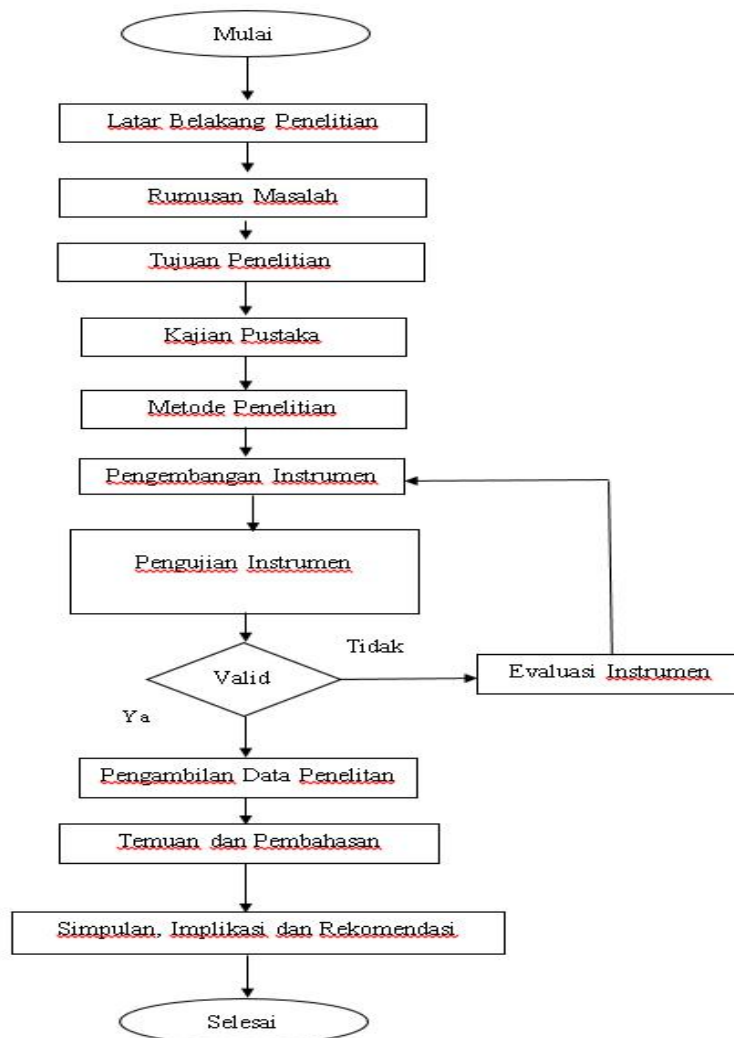 Mulai
Latar Belakang Penelitian
Rumusan Masalah
Tujuan Penelitian
Kajian Pustaka
Metode Penelitian
Pengembangan Instrumen
Pengujian Instrumen
Tidak
Valid
Evaluasi Instrumen
Ya
Pengambilan Data Penelitan
Temuan dan Pembahasan
Simpulan, Implikasi dan Rekomendasi
Selesai